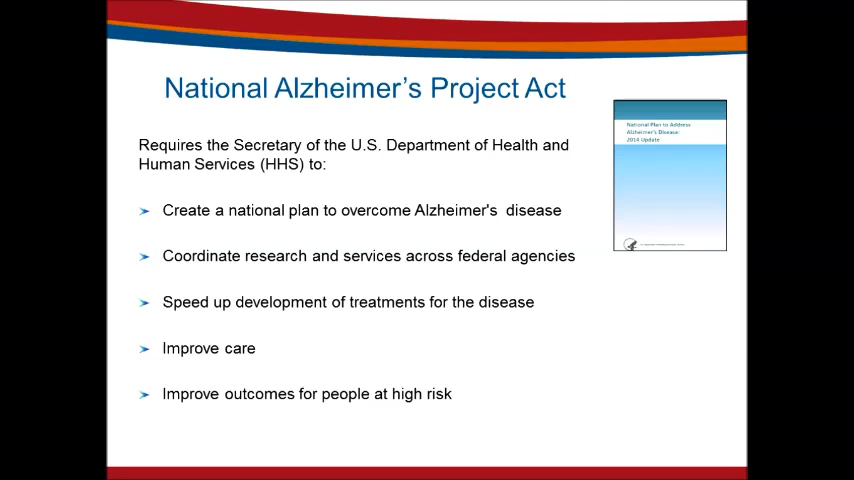 National Alzheimer's Project Act
Requires the Secretary of the U.S. Department of Health and
Human Services (HHS) to:
Create a national plan to overcome Alzheimer's disease
Coordinate research and services across federal agencies
Speed up development of treatments for the disease
Improve care
Improve outcomes for people at high risk
National Plan to Address
Alzheimer's Disease:
2014 Update